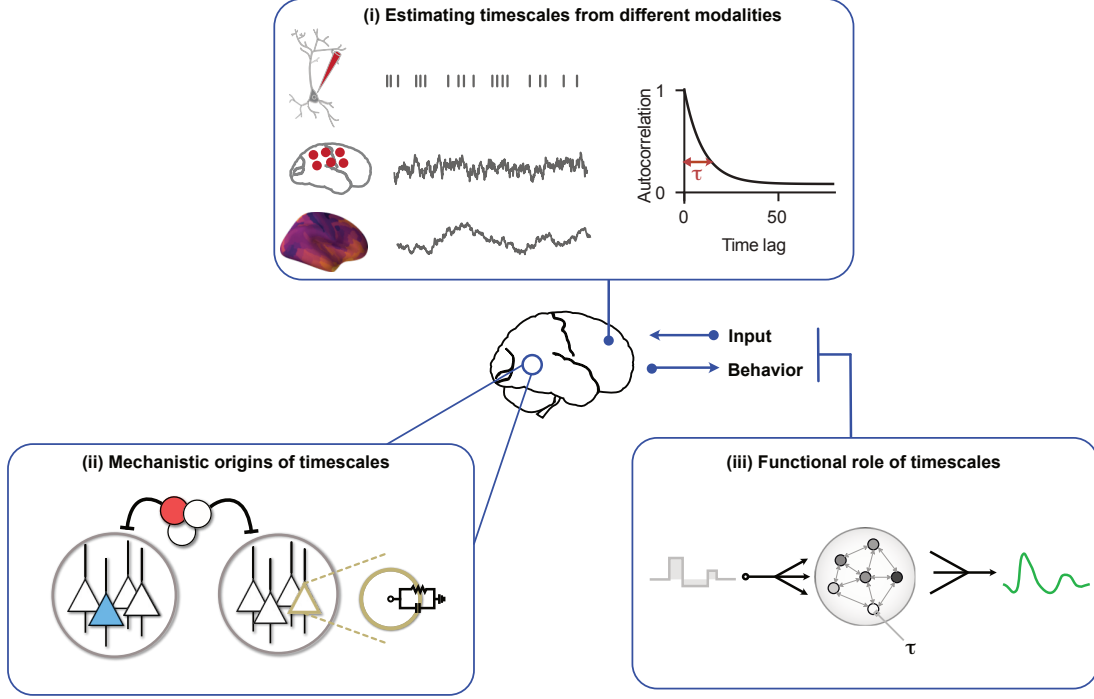 (i) Estimating timescales from different modalities
Autocorrelation
1
0
τ
0
50
Time lag
Input
Behavior
(ii) Mechanistic origins of timescales
(iii) Functional role of timescales
τ